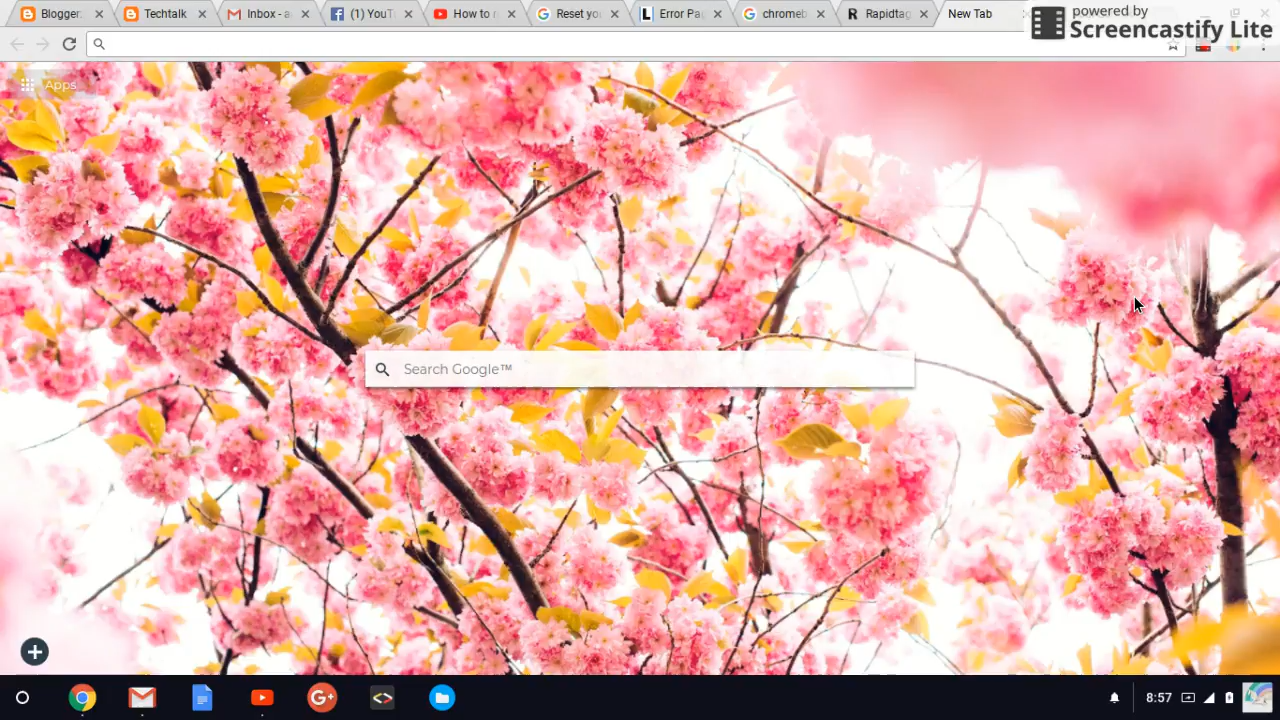 Blogger:
Techtalk
Inbox - a
(1) YouT
How to r
Reset you
Error Pa
chromeb
Rapidtag
New Tab
powered by
Screencastify Lite
Apps
Search Google™
8:57